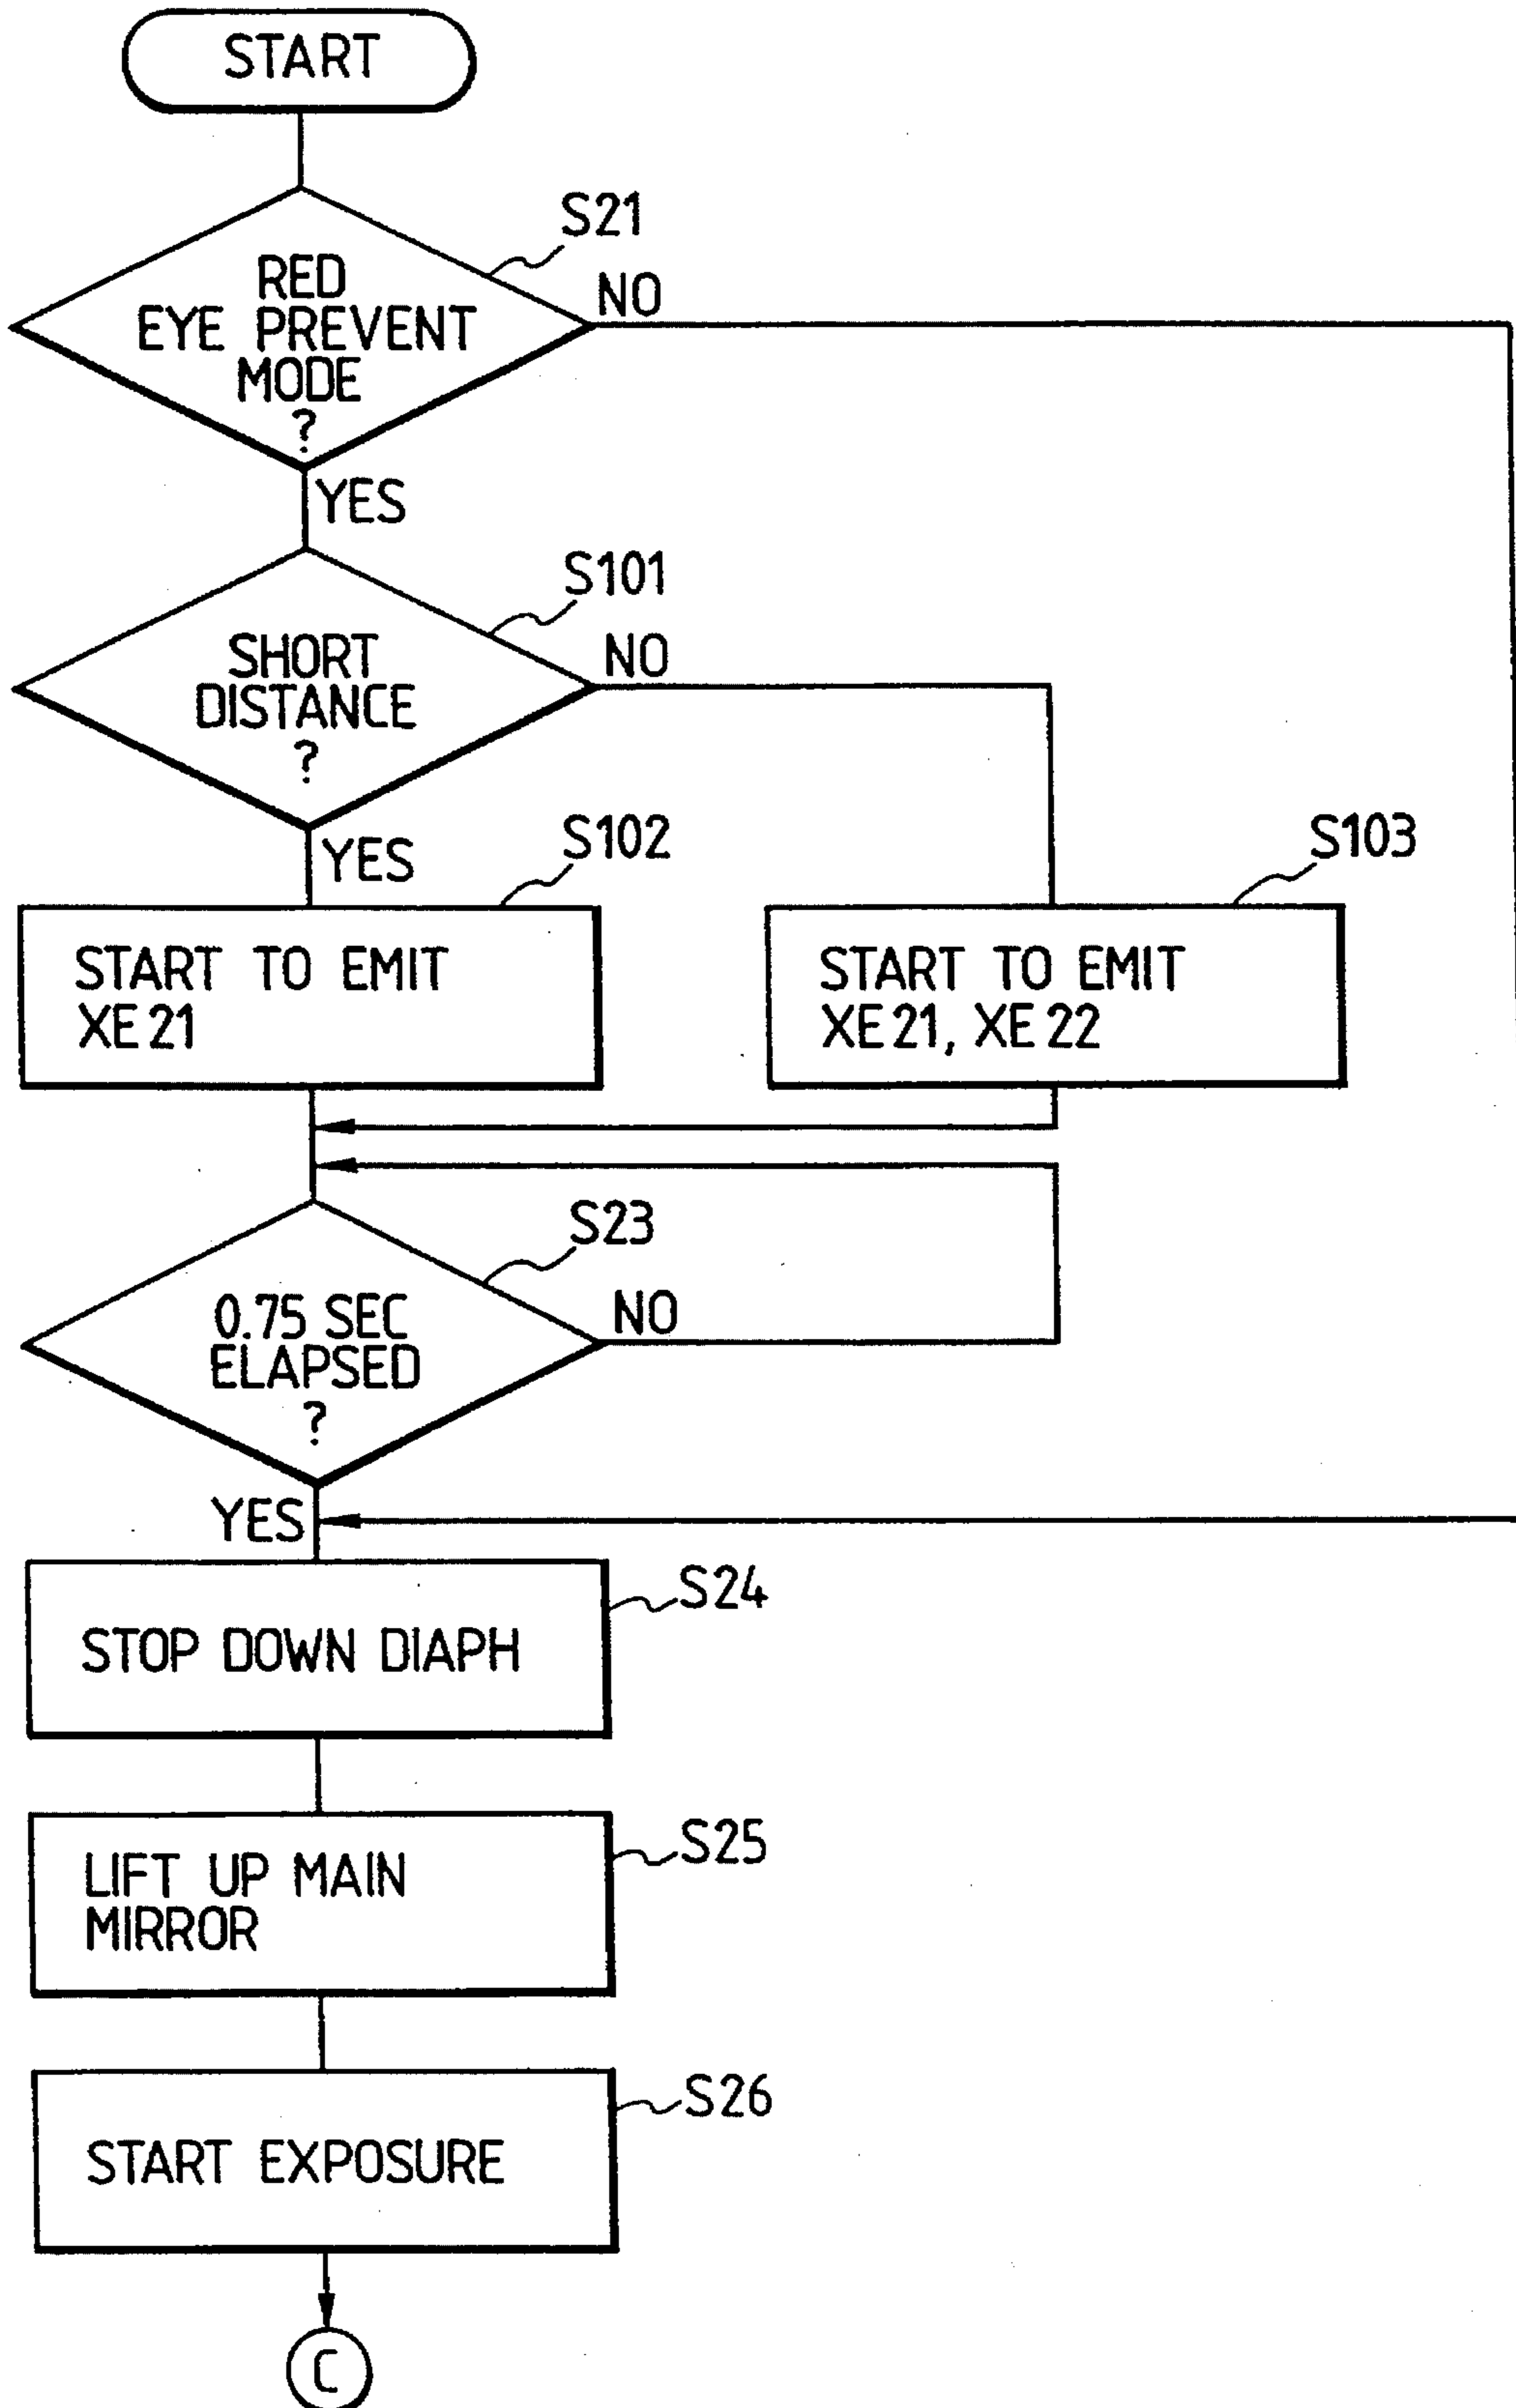 START
S21
RED
EYE PREVENT
MODE
?
NO
YES
S101
SHORT
DISTANCE
?
NO
YES
S102
START TO EMIT
XE21
S103
START TO EMIT
XE21, XE22
S23
0.75 SEC
ELAPSED
?
NO
YES
S24
STOP DOWN DIAPH
S25
LIFT UP MAIN
MIRROR
S26
START EXPOSURE
C